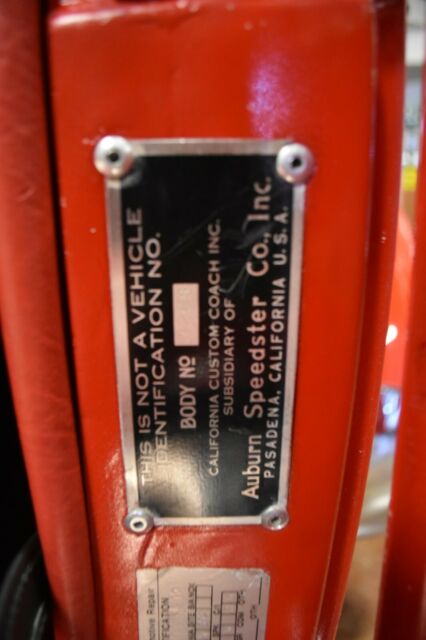 THIS IS NOT A VEHICLE
IDENTIFICATION NO.
BODY Nº
CALIFORNIA CUSTOM COACH INC.
SUBSIDIARY OF
Auburn Speedster Co., Inc.
PASADENA, CALIFORNIA U.S.A.
Repair